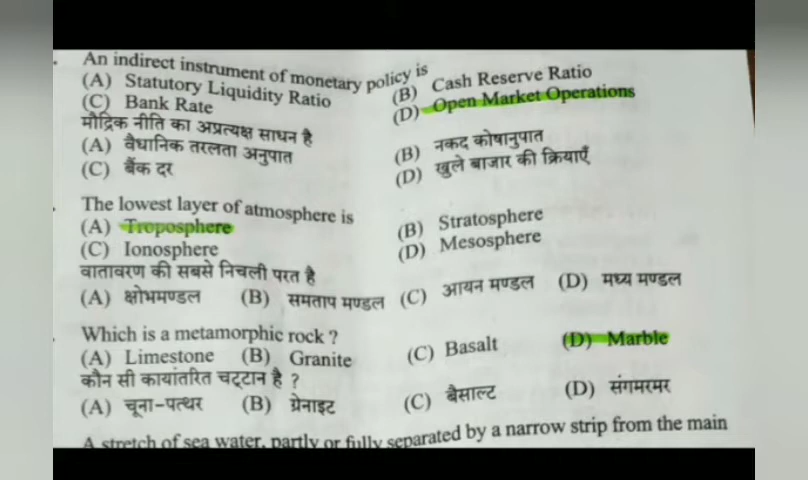 An indirect instrument of monetary policy is
(A) Statutory Liquidity Ratio (B) Cash Reserve Ratio
(C) Bank Rate (D) Open Market Operations
मौद्रिक नीति का अप्रत्यक्ष साधन है
(A) वैधानिक तरलता अनुपात (B) नकद कोषानुपात
(C) बैंक दर (D) खुले बाजार की क्रियाएँ
The lowest layer of atmosphere is
(A) Troposphere (B) Stratosphere
(C) Ionosphere (D) Mesosphere
वातावरण की सबसे निचली परत है
(A) क्षोभमण्डल (B) समताप मण्डल (C) आयन मण्डल (D) मध्य मण्डल
Which is a metamorphic rock ?
(A) Limestone (B) Granite (C) Basalt (D) Marble
कौन सी कायांतरित चट्टान है ?
(A) चूना-पत्थर (B) ग्रेनाइट (C) बैसाल्ट (D) संगमरमर
A stretch of sea water, partly or fully separated by a narrow strip from the main